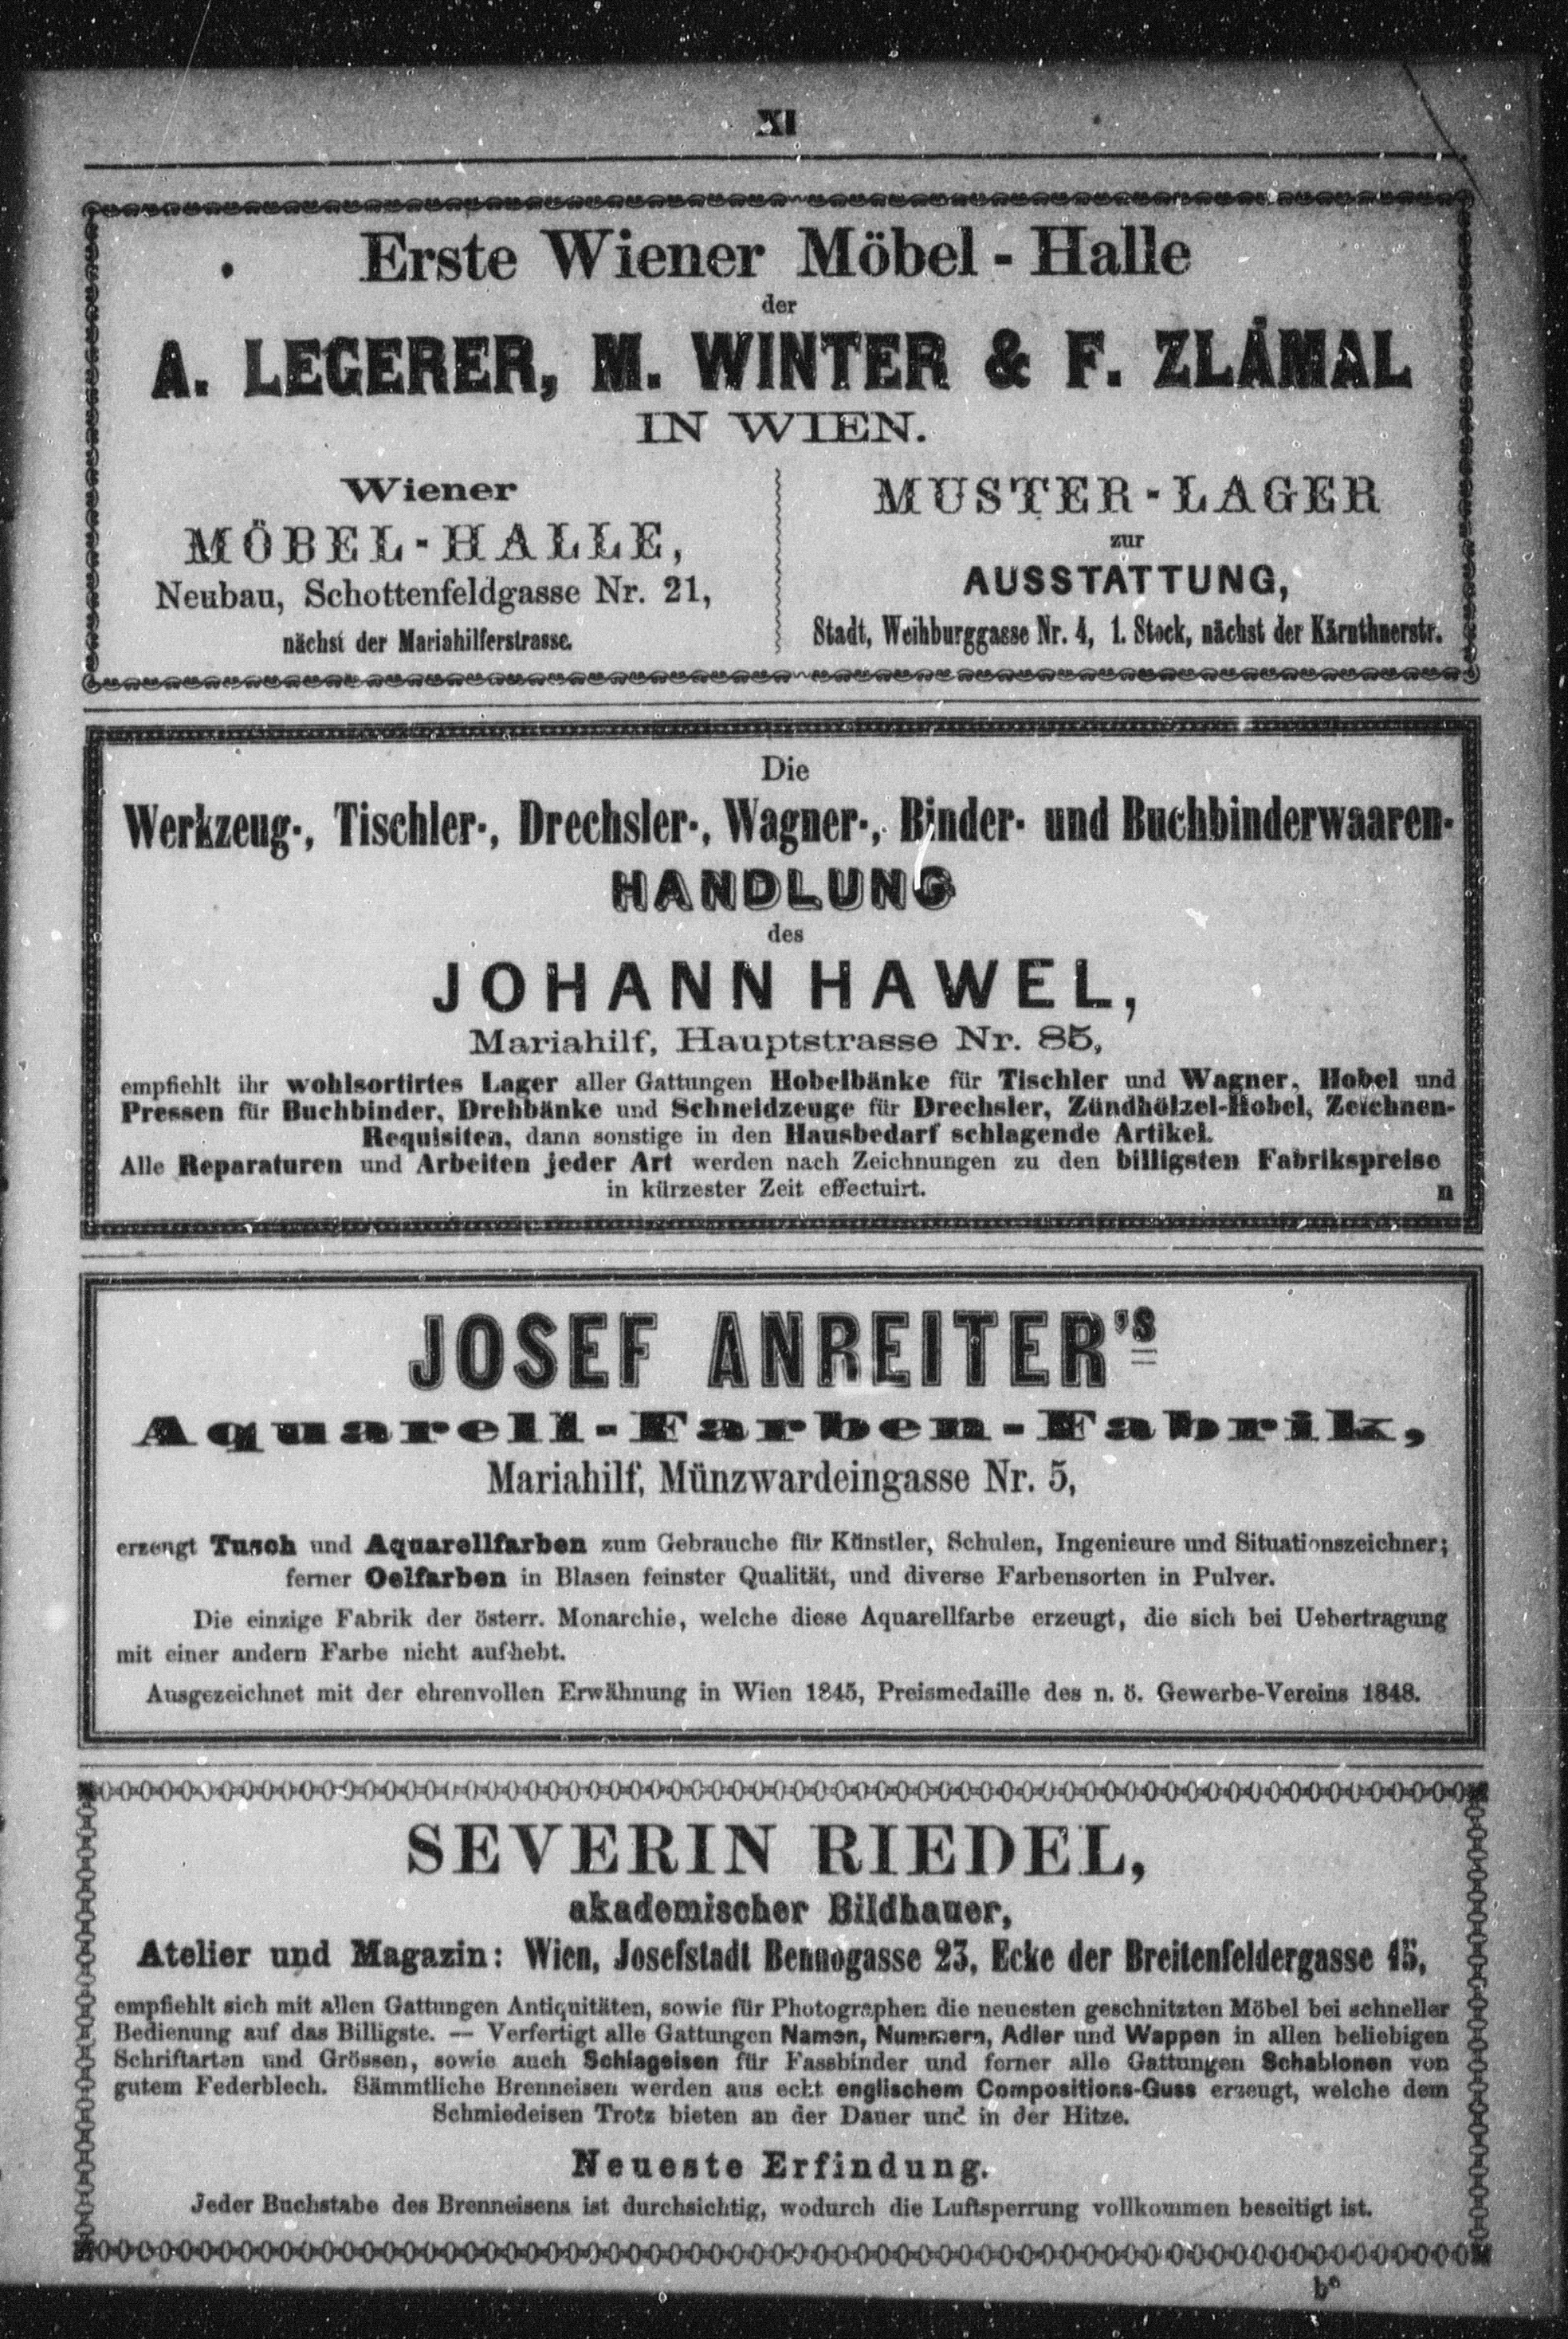 XI
Erste Wiener Möbel - Halle
der
A. LEGERER, M. WINTER & F. ZLÁMAL
IN WIEN.
Wiener
MÖBEL-HALLE,
Neubau, Schottenfeldgasse Nr. 21,
nächst der Mariahilferstrasse.
MUSTER-LAGER
zur
AUSSTATTUNG,
Stadt, Weihburggasse Nr. 4, 1. Stock, nächst der Kärnthnerstr.
Die
Werkzeug-, Tischler-, Drechsler-, Wagner-, Binder- und Buchbinderwaaren-
HANDLUNG
des
JOHANN HAWEL,
Mariahilf, Hauptstrasse Nr. 85,
empfiehlt ihr wohlsortirtes Lager aller Gattungen Hobelbänke für Tischler und Wagner, Hobel und
Pressen für Buchbinder, Drehbänke und Schneidzeuge für Drechsler, Zündhölzel-Hobel, Zeichnen-
Requisiten, dann sonstige in den Hausbedarf schlagende Artikel.
Alle Reparaturen und Arbeiten jeder Art werden nach Zeichnungen zu den billigsten Fabrikspreise
in kürzester Zeit effectuirt.
n
JOSEF ANREITER's
Aquarell-Farben-Fabrik,
Mariahilf, Münzwardeingasse Nr. 5,
erzeugt Tusch und Aquarellfarben zum Gebrauche für Künstler, Schulen, Ingenieure und Situationszeichner;
ferner Oelfarben in Blasen feinster Qualität, und diverse Farbensorten in Pulver.
Die einzige Fabrik der österr. Monarchie, welche diese Aquarellfarbe erzeugt, die sich bei Uebertragung
mit einer andern Farbe nicht aufhebt.
Ausgezeichnet mit der ehrenvollen Erwähnung in Wien 1845, Preismedaille des n. ö. Gewerbe-Vereins 1848.
SEVERIN RIEDEL,
akademischer Bildhauer,
Atelier und Magazin: Wien, Josefstadt Bennogasse 23, Ecke der Breitenfeldergasse 15,
empfiehlt sich mit allen Gattungen Antiquitäten, sowie für Photographen die neuesten geschnitzten Möbel bei schneller
Bedienung auf das Billigste. — Verfertigt alle Gattungen Namen, Nummern, Adler und Wappen in allen beliebigen
Schriftarten und Grössen, sowie auch Schlageisen für Fassbinder und ferner alle Gattungen Schablonen von
gutem Federblech. Sämmtliche Brenneisen werden aus echt englischem Compositions-Guss erzeugt, welche dem
Schmiedeisen Trotz bieten an der Dauer und in der Hitze.
Neueste Erfindung.
Jeder Buchstabe des Brenneisens ist durchsichtig, wodurch die Luftsperrung vollkommen beseitigt ist.
b*